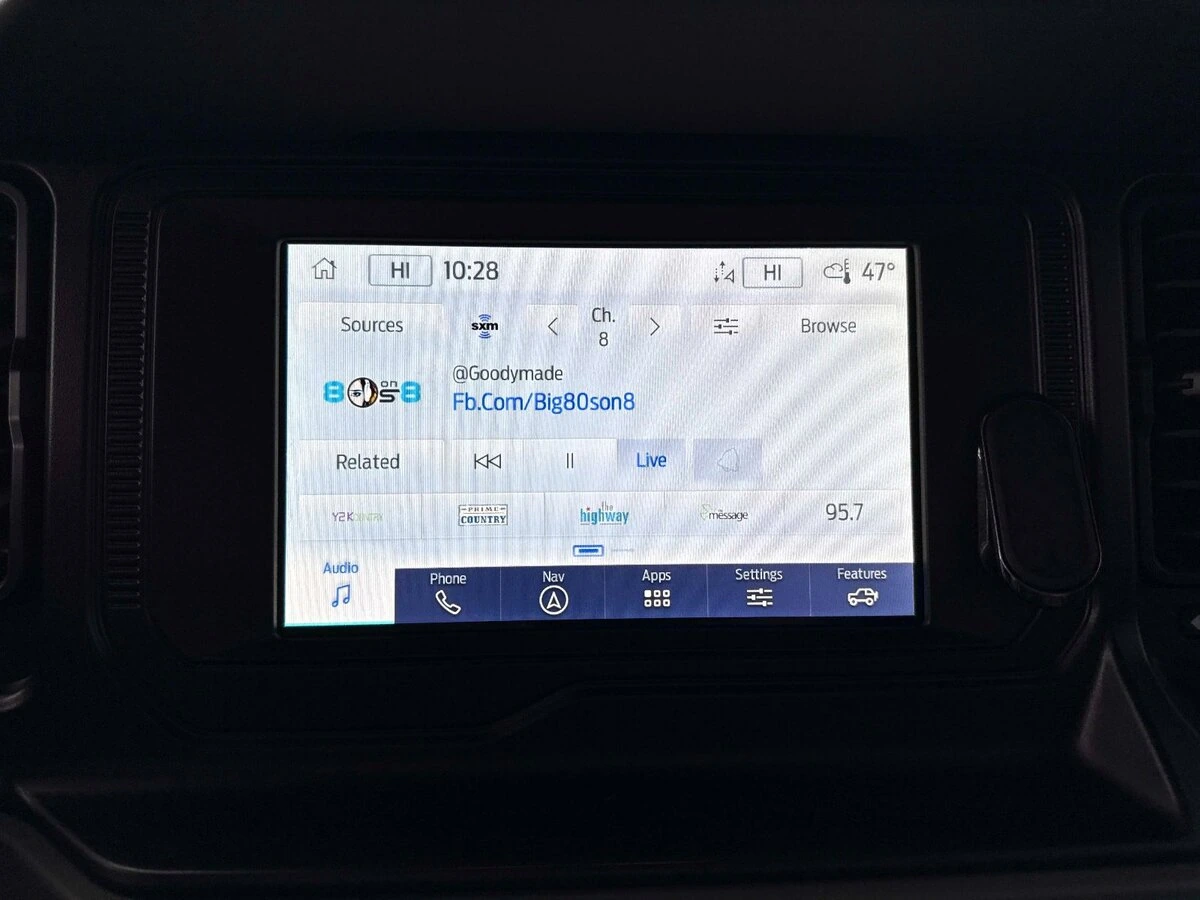 HI 10:28 HI 47°
Sources sxm Ch. 8 Browse
80s on 8
@Goodymade
Fb.Com/Big80son8
Related Live
Y2KOUNTRY PRIME COUNTRY the highway message 95.7
Audio Phone Nav Apps Settings Features